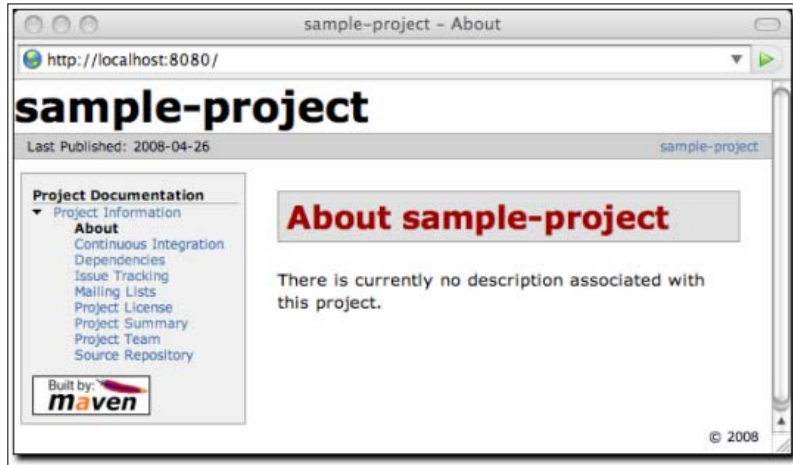 sample-project – About
http://localhost:8080/
sample-project
Last Published: 2008-04-26
sample-project
Project Documentation
Project Information
About
Continuous Integration
Dependencies
Issue Tracking
Mailing Lists
Project License
Project Summary
Project Team
Source Repository
Built by:
maven
About sample-project
There is currently no description associated with
this project.
© 2008